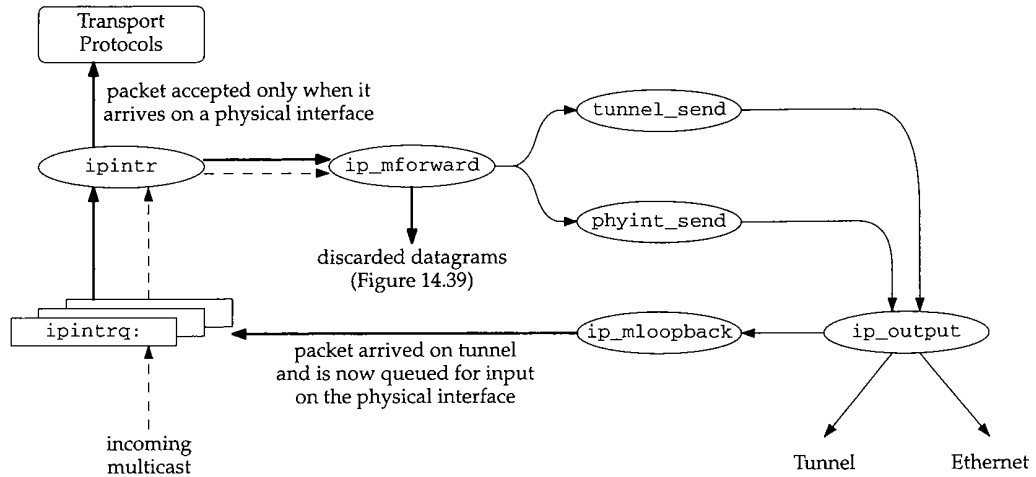 Transport
Protocols
packet accepted only when it
arrives on a physical interface
tunnel_send
ipintr
ip_mforward
phyint_send
discarded datagrams
(Figure 14.39)
ipintrq:
ip_mloopback
ip_output
packet arrived on tunnel
and is now queued for input
on the physical interface
incoming
multicast
Tunnel
Ethernet